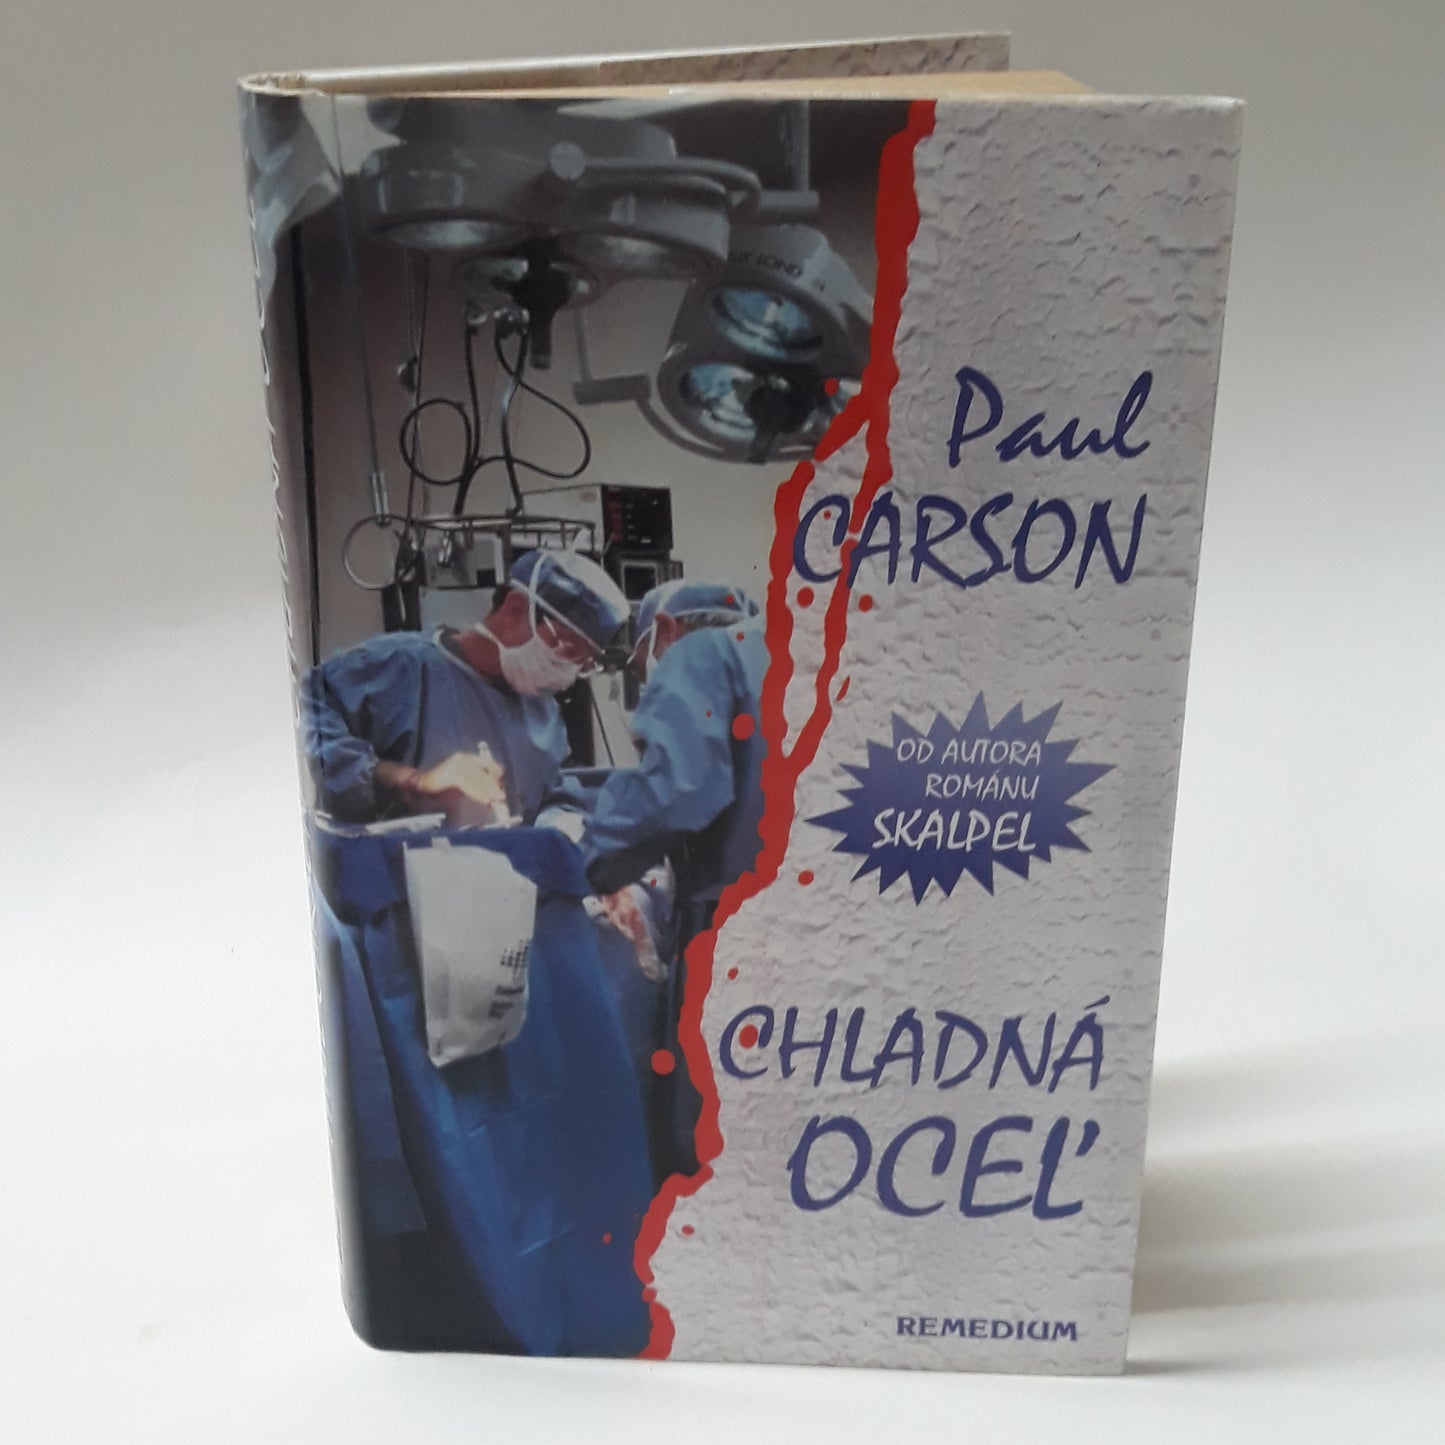 Paul
CARSON
OD AUTORA
ROMÁNU
SKALPEL
CHLADNÁ
OCEĽ
REMEDIUM